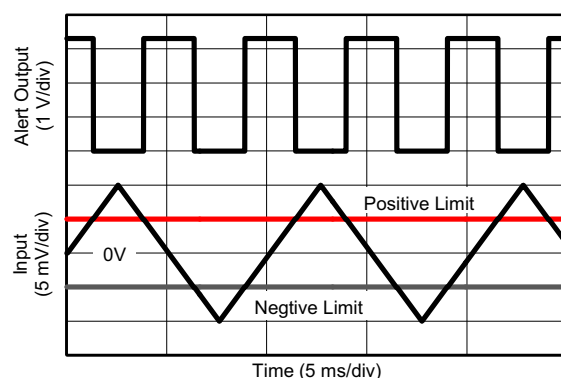 Alert Output
(1 V/div)
Positive Limit
Input
(5 mV/div)
0V
Negtive Limit
Time (5 ms/div)